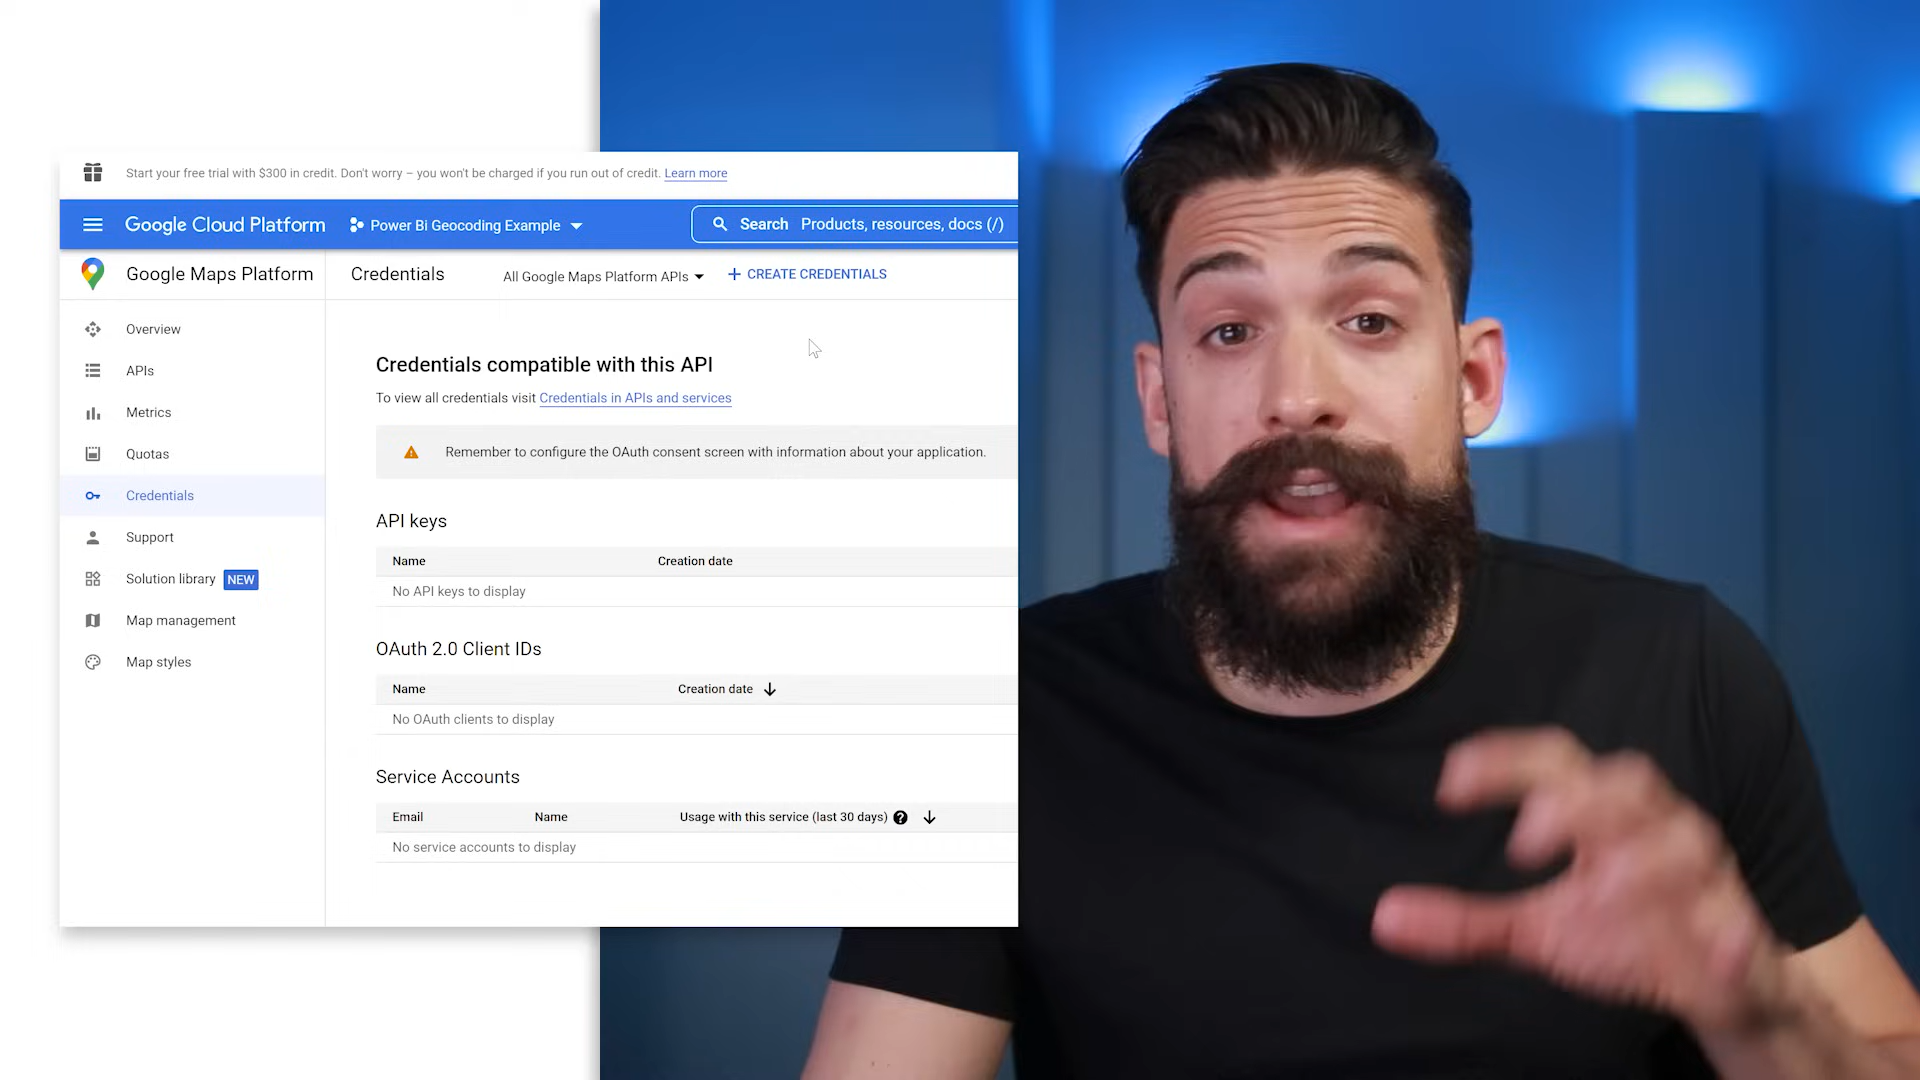 Start your free trial with $300 in credit. Don't worry – you won't be charged if you run out of credit. Learn more
Google Cloud Platform Power Bi Geocoding Example Search Products, resources, docs (/)
Google Maps Platform Credentials All Google Maps Platform APIs + CREATE CREDENTIALS
Overview
APIs
Metrics
Quotas
Credentials
Support
Solution library NEW
Map management
Map styles
Credentials compatible with this API
To view all credentials visit Credentials in APIs and services
Remember to configure the OAuth consent screen with information about your application.
API keys
Name Creation date
No API keys to display
OAuth 2.0 Client IDs
Name Creation date
No OAuth clients to display
Service Accounts
Email Name Usage with this service (last 30 days)
No service accounts to display